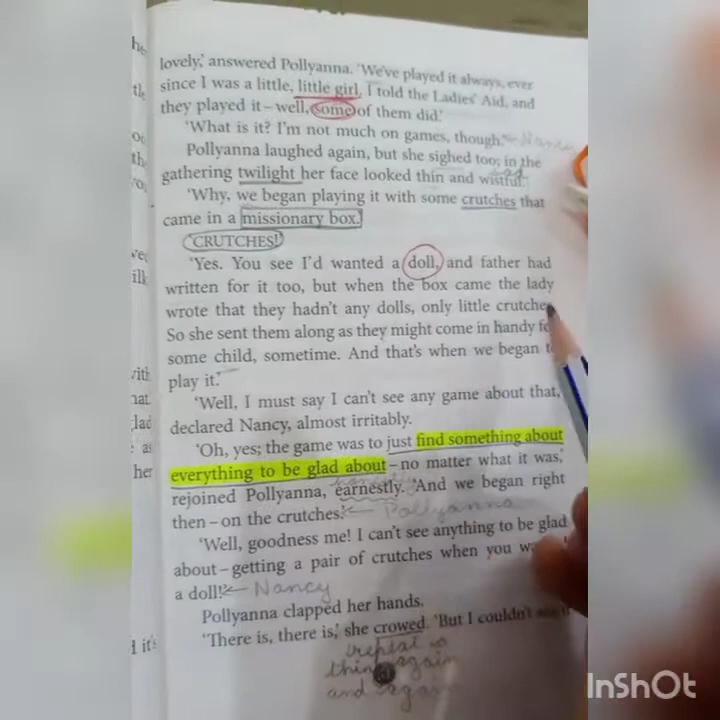 lovely,' answered Pollyanna. 'We've played it always, ever
since I was a little, little girl. I told the Ladies' Aid, and
they played it – well, some of them did.'
'What is it? I'm not much on games, though.' Nancy
Pollyanna laughed again, but she sighed too; in the
sad
gathering twilight her face looked thin and wistful.
'Why, we began playing it with some crutches that
came in a missionary box.'
'CRUTCHES!'
'Yes. You see I'd wanted a doll, and father had
written for it too, but when the box came the lady
wrote that they hadn't any dolls, only little crutches
So she sent them along as they might come in handy
some child, sometime. And that's when we began
play it.'
'Well, I must say I can't see any game about that,'
declared Nancy, almost irritably.
'Oh, yes; the game was to just find something about
everything to be glad about – no matter what it was,'
rejoined Pollyanna, earnestly. 'And we began right
then – on the crutches.' Pollyanna
'Well, goodness me! I can't see anything to be glad
about – getting a pair of crutches when you
a doll!' Nancy
Pollyanna clapped her hands.
'There is, there is,' she crowed. 'But I couldn't
repeat
thing again
and again
InShOt